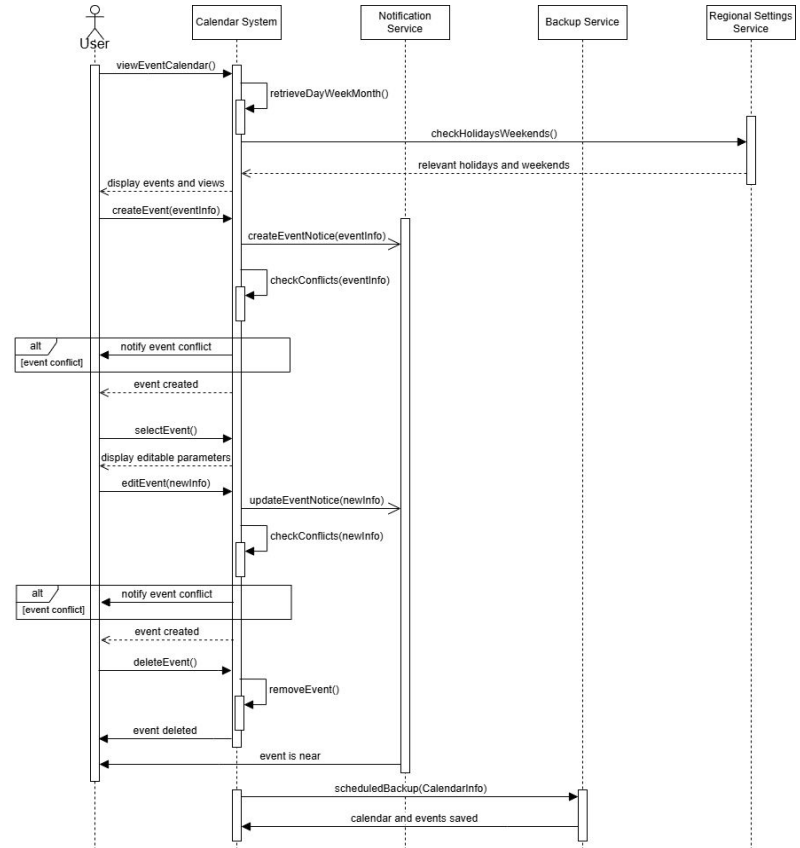 User
Calendar System
Notification
Service
Backup Service
Regional Settings
Service
viewEventCalendar()
retrieveDayWeekMonth()
checkHolidaysWeekends()
relevant holidays and weekends
display events and views
createEvent(eventInfo)
createEventNotice(eventInfo)
checkConflicts(eventInfo)
alt
notify event conflict
[event conflict]
event created
selectEvent()
display editable parameters
editEvent(newInfo)
updateEventNotice(newInfo)
checkConflicts(newInfo)
alt
notify event conflict
[event conflict]
event created
deleteEvent()
removeEvent()
event deleted
event is near
scheduledBackup(CalendarInfo)
calendar and events saved